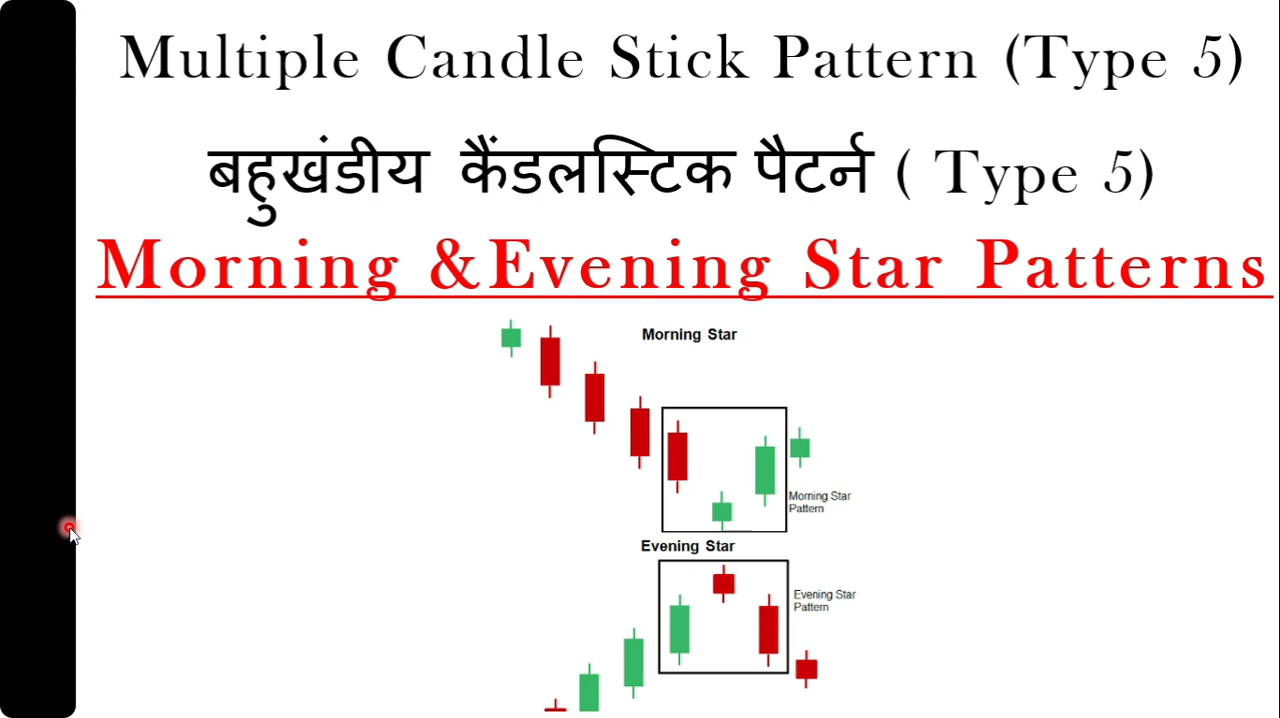 Multiple Candle Stick Pattern (Type 5)
बहुखंडीय कैंडलस्टिक पैटर्न ( Type 5)
Morning &Evening Star Patterns
Morning Star
Morning Star
Pattern
Evening Star
Evening Star
Pattern